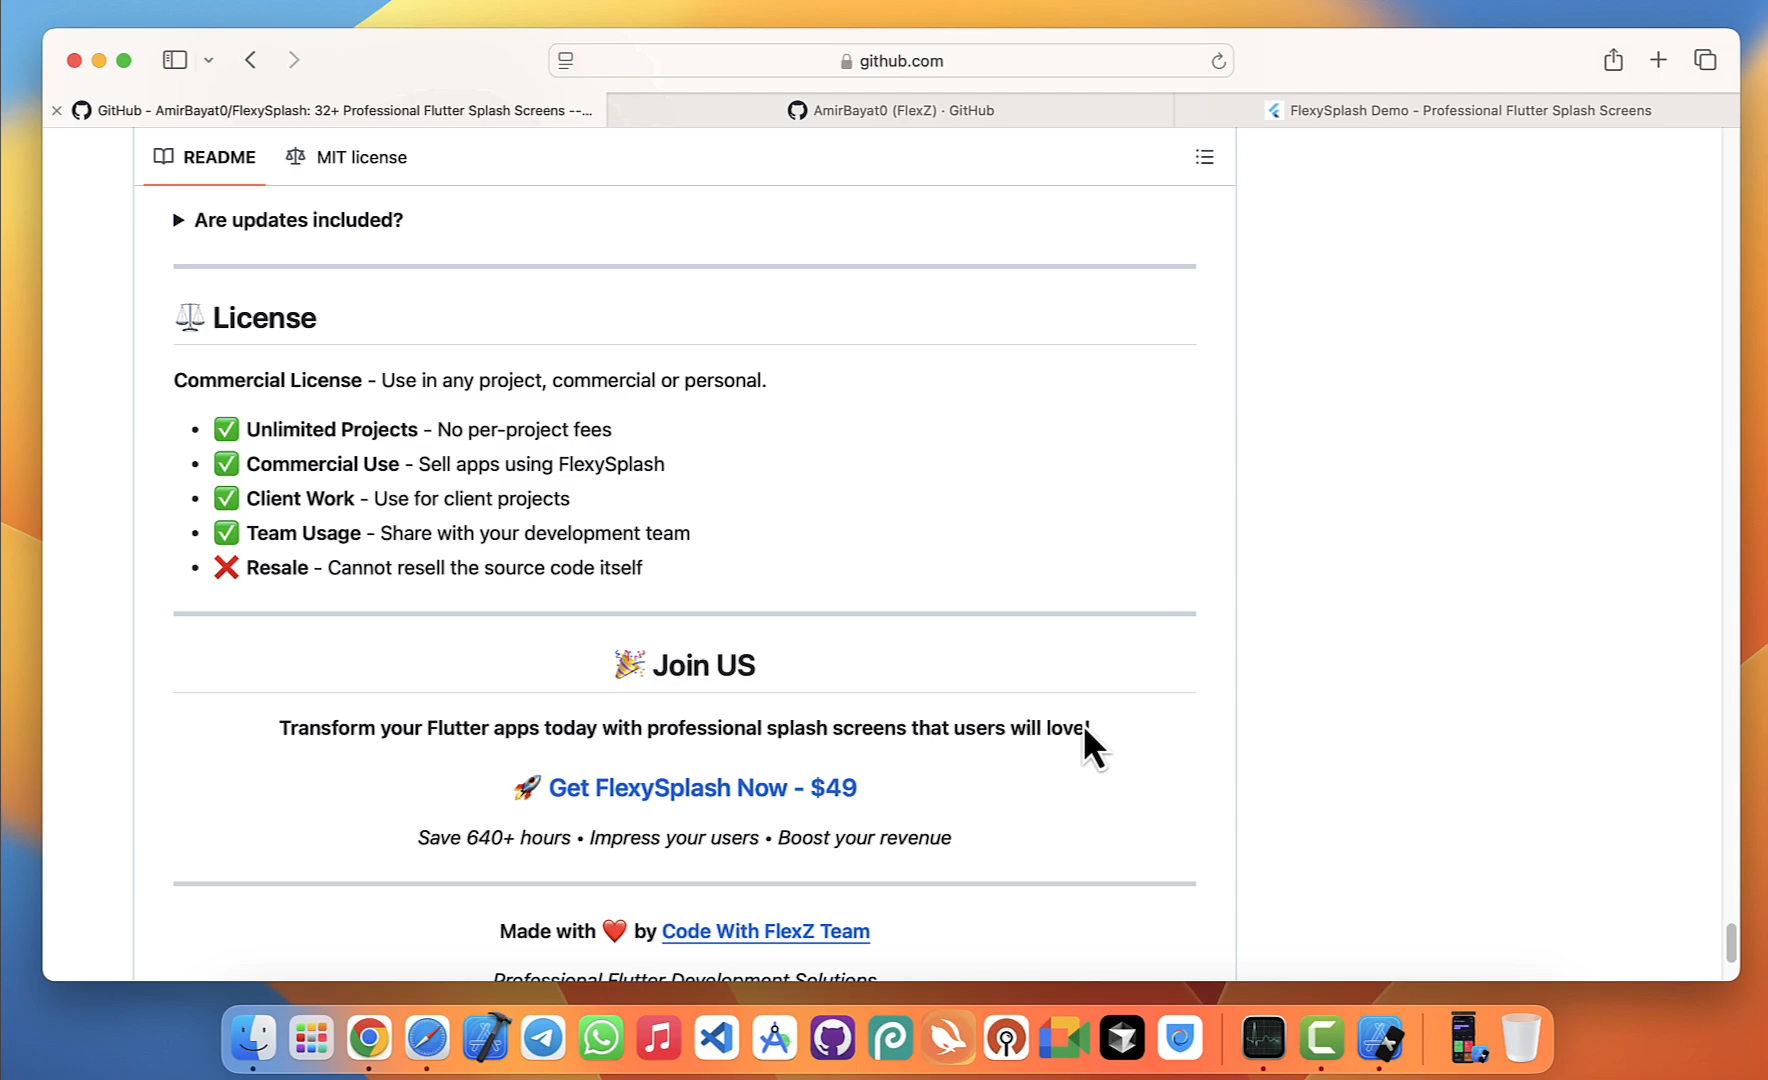 github.com
GitHub - AmirBayat0/FlexySplash: 32+ Professional Flutter Splash Screens --...
AmirBayat0 (FlexZ) · GitHub
FlexySplash Demo - Professional Flutter Splash Screens
README
MIT license
Are updates included?
License
Commercial License - Use in any project, commercial or personal.
• ✅ Unlimited Projects - No per-project fees
• ✅ Commercial Use - Sell apps using FlexySplash
• ✅ Client Work - Use for client projects
• ✅ Team Usage - Share with your development team
• ❌ Resale - Cannot resell the source code itself
🎉 Join US
Transform your Flutter apps today with professional splash screens that users will love!
🚀 Get FlexySplash Now - $49
Save 640+ hours • Impress your users • Boost your revenue
Made with ❤️ by Code With FlexZ Team
Professional Flutter Development Solutions